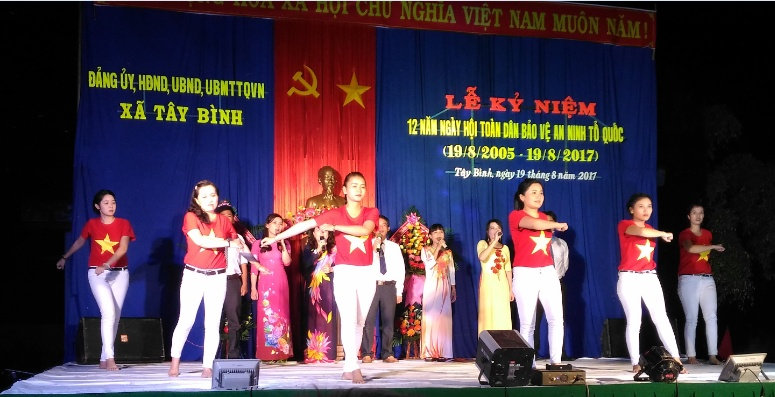 HÒA XÃ HỘI CHỦ NGHĨA VIỆT NAM MUÔN NĂM !
ĐẢNG ỦY, HĐND, UBND, UBMTTQVN
XÃ TÂY BÌNH
LỄ KỶ NIỆM
12 NĂM NGÀY HỘI TOÀN DÂN BẢO VỆ AN NINH TỔ QUỐC
(19/8/2005 - 19/8/2017)
Tây Bình, ngày 19 tháng 8 năm 2017